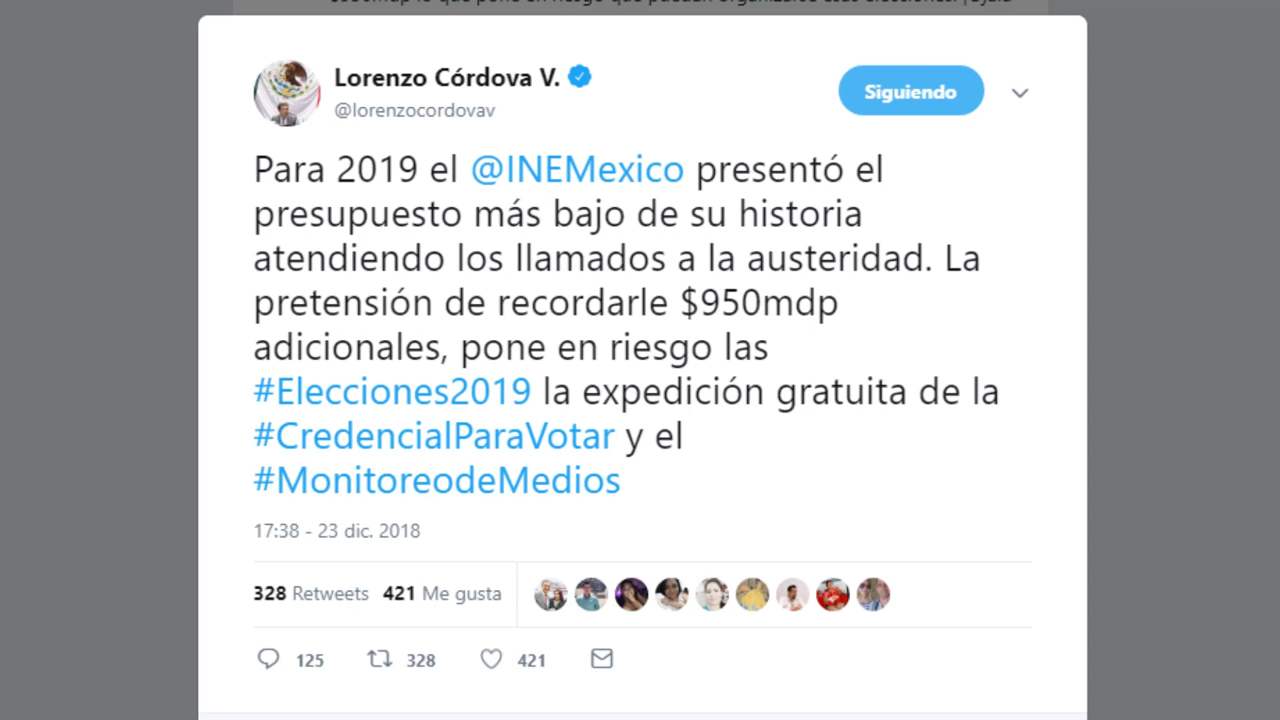 Lorenzo Córdova V.
@lorenzocordovav
Siguiendo
Para 2019 el @INEMexico presentó el
presupuesto más bajo de su historia
atendiendo los llamados a la austeridad. La
pretensión de recordarle $950mdp
adicionales, pone en riesgo las
#Elecciones2019 la expedición gratuita de la
#CredencialParaVotar y el
#MonitoreodeMedios
17:38 - 23 dic. 2018
328 Retweets 421 Me gusta
125 328 421